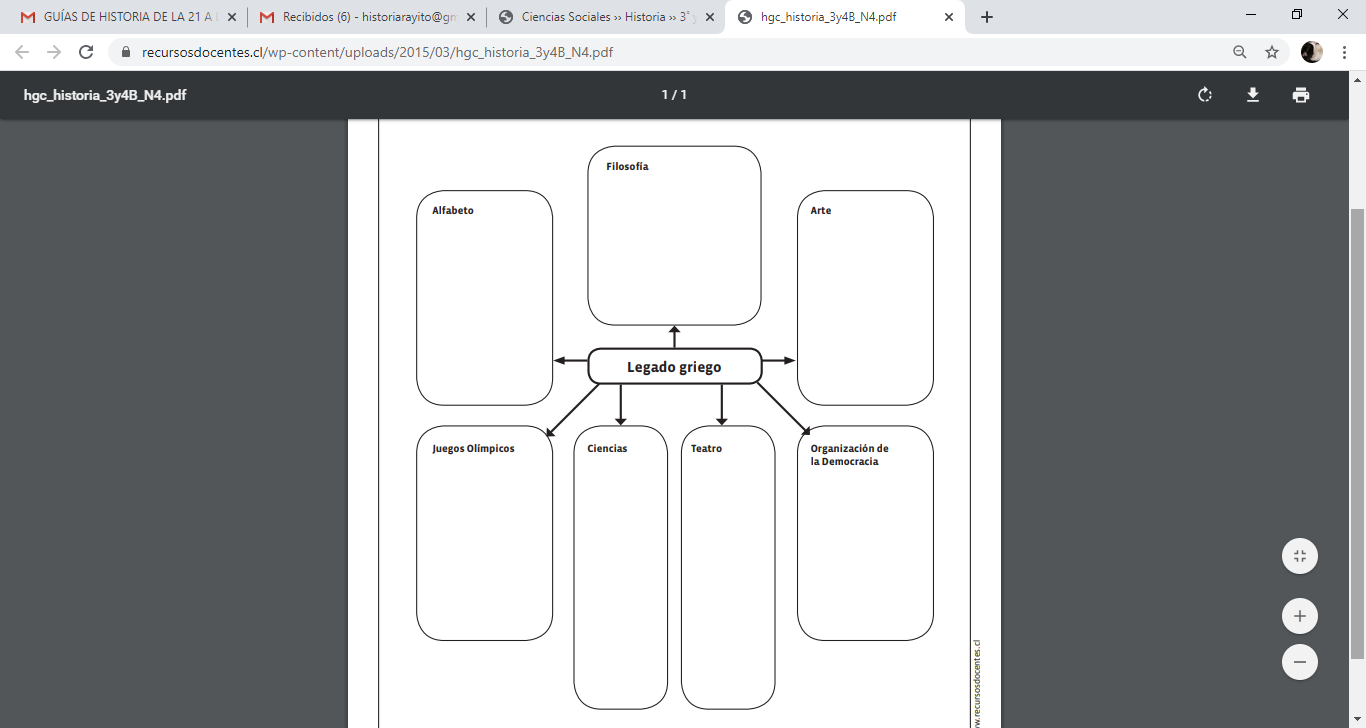 GUÍAS DE HISTORIA DE LA 21 A
Recibidos (6) - historiarayito@gm
Ciencias Sociales ›› Historia ›› 3°
hgc_historia_3y4B_N4.pdf
recursosdocentes.cl/wp-content/uploads/2015/03/hgc_historia_3y4B_N4.pdf
hgc_historia_3y4B_N4.pdf
1 / 1
Filosofía
Alfabeto
Arte
Legado griego
Juegos Olímpicos
Ciencias
Teatro
Organización de
la Democracia
w.recursosdocentes.cl